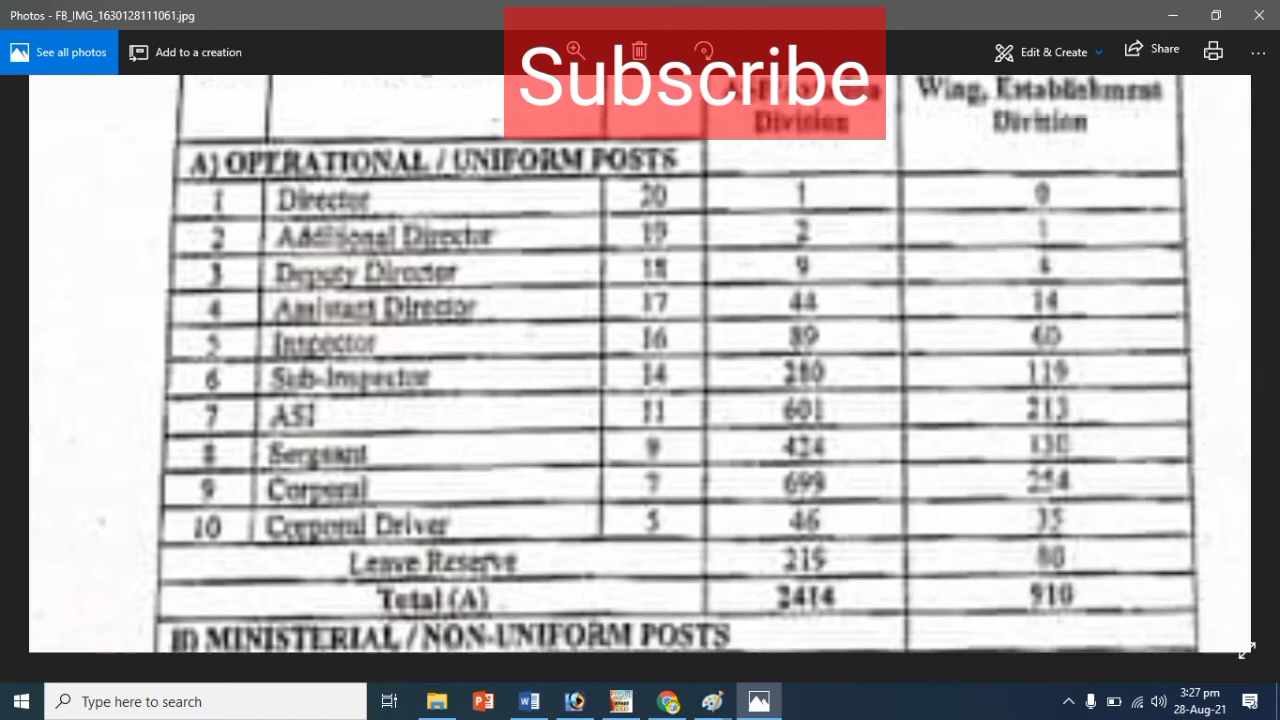 Photos - FB_IMG_1630128111061.jpg
See all photos
Add to a creation
Edit & Create
Share
Subscribe
Division
Wing, Establishment
Division
A) OPERATIONAL / UNIFORM POSTS
1 Director 20 1 0
2 Additional Director 19 2 1
3 Deputy Director 18 9
4 Assistant Director 17 44 14
5 Inspector 16 89 60
6 Sub-Inspector 14 280 119
7 ASI 11 601 213
8 Sergeant 9 424 130
9 Corporal 7 699 254
10 Corporal Driver 5 46 35
Leave Reserve 219 80
Total (A) 2414 910
B) MINISTERIAL / NON-UNIFORM POSTS
Type here to search
3:27 pm
28-Aug-21